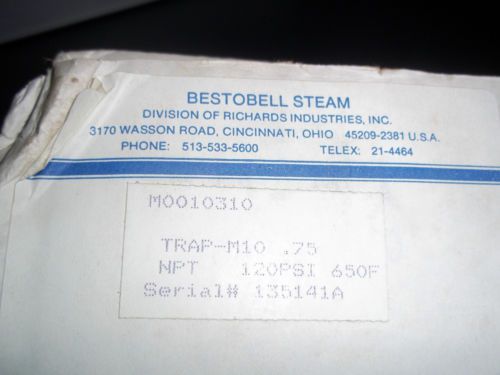 BESTOBELL STEAM
DIVISION OF RICHARDS INDUSTRIES, INC.
3170 WASSON ROAD, CINCINNATI, OHIO 45209-2381 U.S.A.
PHONE: 513-533-5600 TELEX: 21-4464
M0010310
TRAP-M10 .75
NPT 120PSI 650F
Serial# 135141A